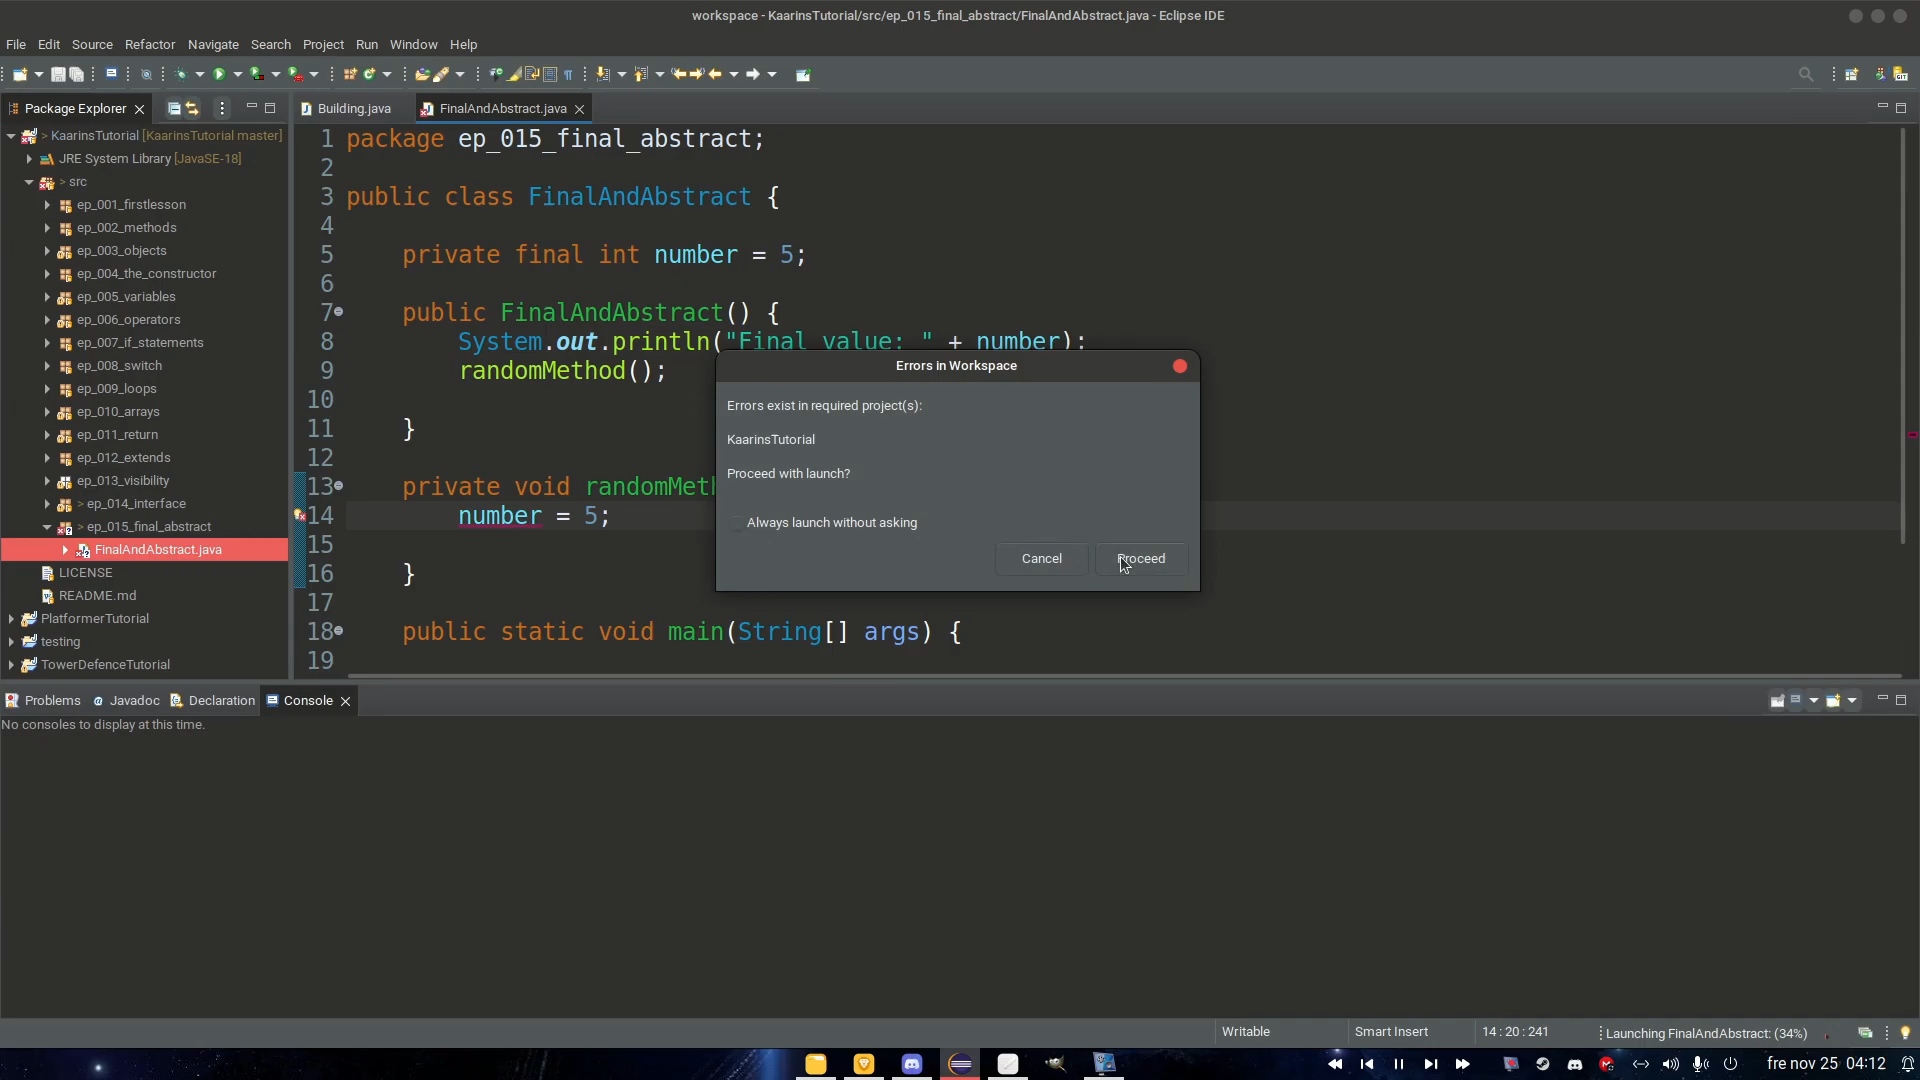 workspace - KaarinsTutorial/src/ep_015_final_abstract/FinalAndAbstract.java - Eclipse IDE
File Edit Source Refactor Navigate Search Project Run Window Help
Package Explorer
Building.java
FinalAndAbstract.java
> KaarinsTutorial [KaarinsTutorial master]
JRE System Library [JavaSE-18]
> src
ep_001_firstlesson
ep_002_methods
ep_003_objects
ep_004_the_constructor
ep_005_variables
ep_006_operators
ep_007_if_statements
ep_008_switch
ep_009_loops
ep_010_arrays
ep_011_return
ep_012_extends
ep_013_visibility
> ep_014_interface
> ep_015_final_abstract
FinalAndAbstract.java
LICENSE
README.md
PlatformerTutorial
testing
TowerDefenceTutorial
1 package ep_015_final_abstract;
2
3 public class FinalAndAbstract {
4
5 private final int number = 5;
6
7 public FinalAndAbstract() {
8 System.out.println("Final value: " + number);
9 randomMethod();
10
11 }
12
13 private void randomMeth
14 number = 5;
15
16 }
17
18 public static void main(String[] args) {
19
Errors in Workspace
Errors exist in required project(s):
KaarinsTutorial
Proceed with launch?
Always launch without asking
Cancel Proceed
Problems Javadoc Declaration Console
No consoles to display at this time.
Writable Smart Insert 14 : 20 : 241 Launching FinalAndAbstract: (34%)
fre nov 25 04:12